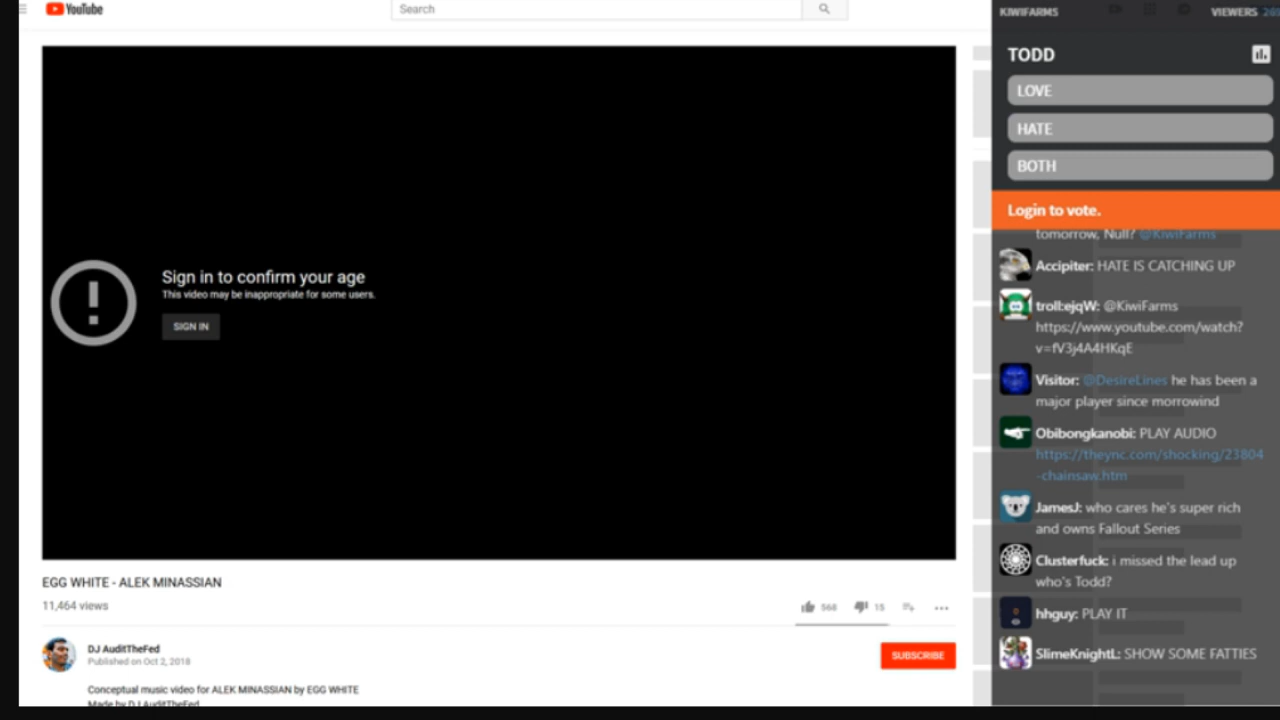 YouTube
Search
Sign in to confirm your age
This video may be inappropriate for some users.
SIGN IN
EGG WHITE - ALEK MINASSIAN
11,464 views
568
15
DJ AuditTheFed
Published on Oct 2, 2018
SUBSCRIBE
Conceptual music video for ALEK MINASSIAN by EGG WHITE
Made by DJ AuditTheFed
KIWIFARMS
VIEWERS
TODD
LOVE
HATE
BOTH
Login to vote.
tomorrow, Null? @KiwiFarms
Accipiter: HATE IS CATCHING UP
troll:ejqW: @KiwiFarms
https://www.youtube.com/watch?
v=fV3j4A4HKqE
Visitor: @DesireLines he has been a
major player since morrowind
Obibongkanobi: PLAY AUDIO
https://theync.com/shocking/23804
-chainsaw.htm
JamesJ: who cares he's super rich
and owns Fallout Series
Clusterfuck: i missed the lead up
who's Todd?
hhguy: PLAY IT
SlimeKnightL: SHOW SOME FATTIES